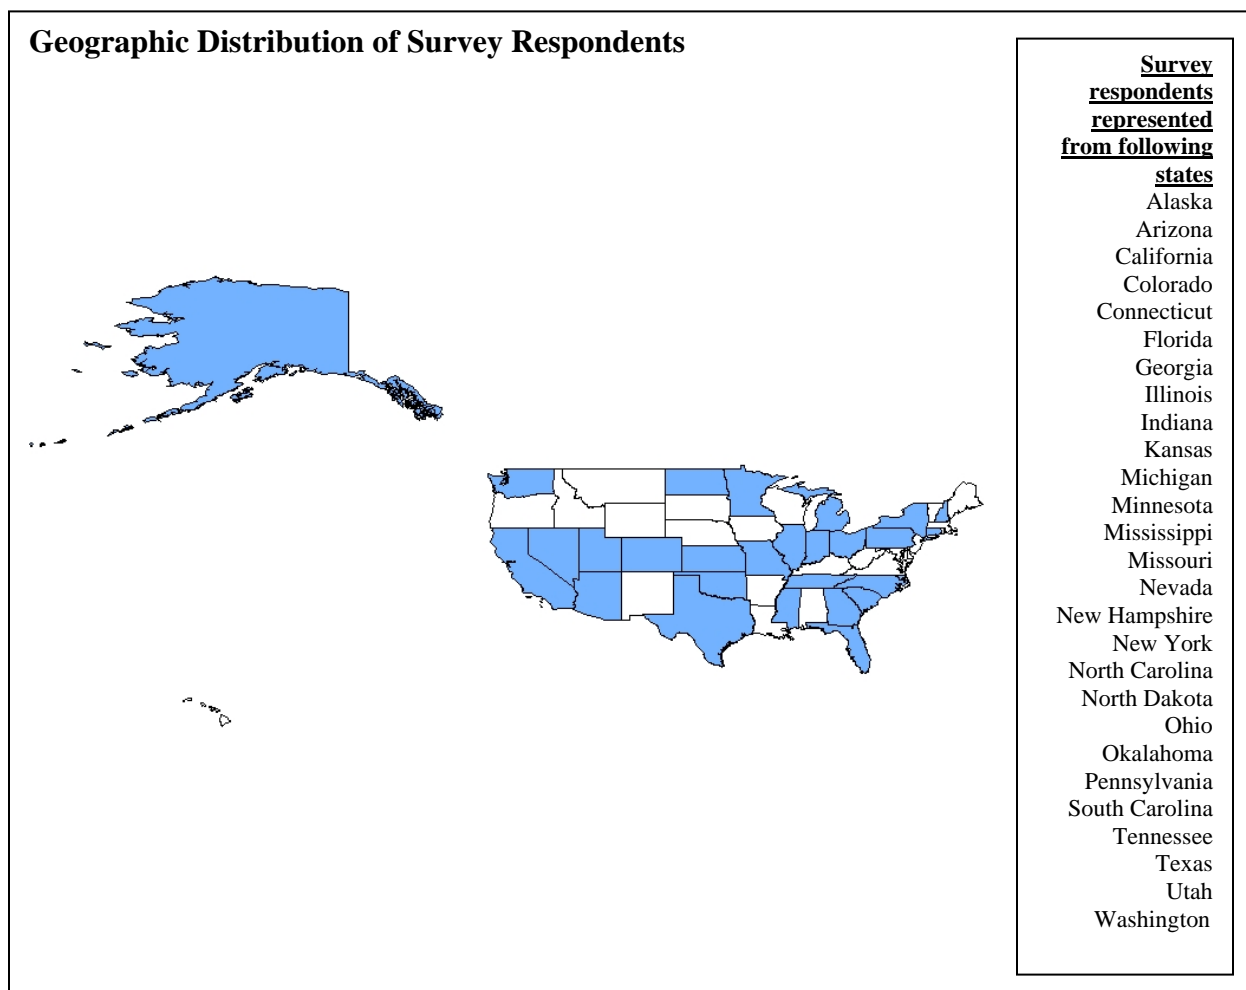 Geographic Distribution of Survey Respondents
Survey
respondents
represented
from following
states
Alaska
Arizona
California
Colorado
Connecticut
Florida
Georgia
Illinois
Indiana
Kansas
Michigan
Minnesota
Mississippi
Missouri
Nevada
New Hampshire
New York
North Carolina
North Dakota
Ohio
Okalahoma
Pennsylvania
South Carolina
Tennessee
Texas
Utah
Washington